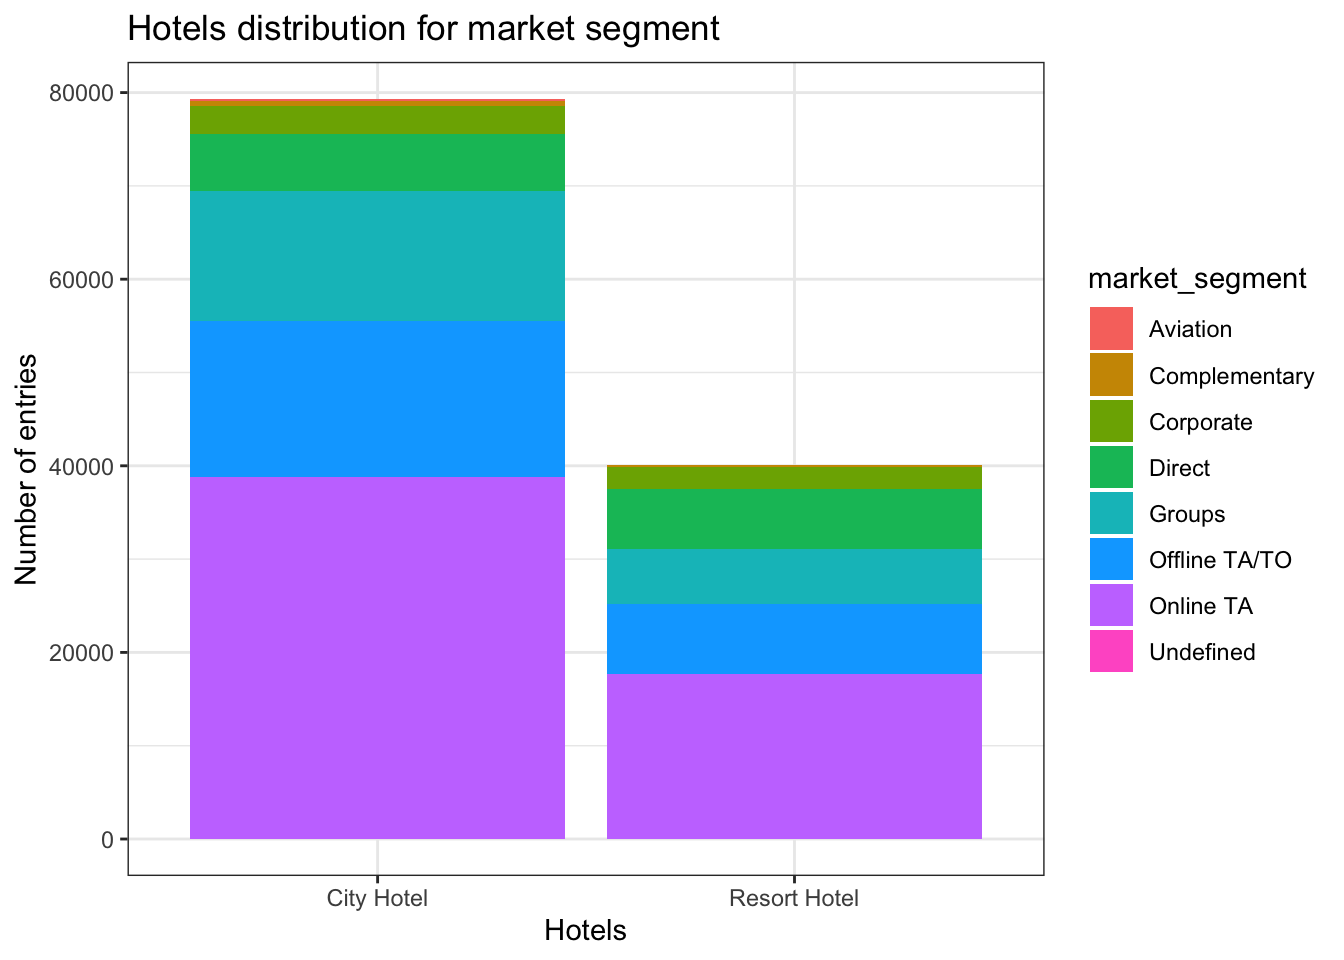 Hotels distribution for market segment
80000
60000
40000
20000
0
Number of entries
City Hotel
Resort Hotel
Hotels
market_segment
Aviation
Complementary
Corporate
Direct
Groups
Offline TA/TO
Online TA
Undefined